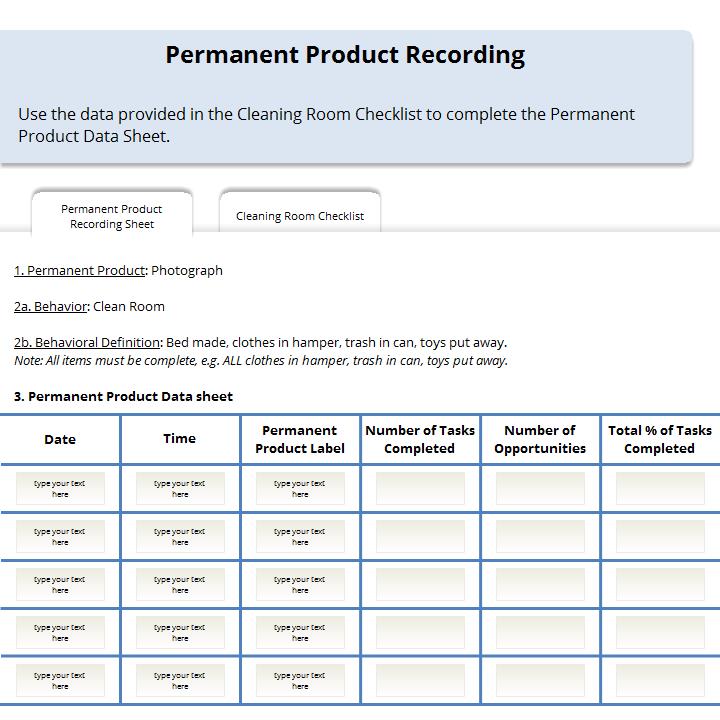 Permanent Product Recording
Use the data provided in the Cleaning Room Checklist to complete the Permanent
Product Data Sheet.
Permanent Product
Recording Sheet
Cleaning Room Checklist
1. Permanent Product: Photograph
2a. Behavior: Clean Room
2b. Behavioral Definition: Bed made, clothes in hamper, trash in can, toys put away.
Note: All items must be complete, e.g. ALL clothes in hamper, trash in can, toys put away.
3. Permanent Product Data sheet
Date
Time
Permanent
Product Label
Number of Tasks
Completed
Number of
Opportunities
Total % of Tasks
Completed
type your text
here
type your text
here
type your text
here
type your text
here
type your text
here
type your text
here
type your text
here
type your text
here
type your text
here
type your text
here
type your text
here
type your text
here
type your text
here
type your text
here
type your text
here